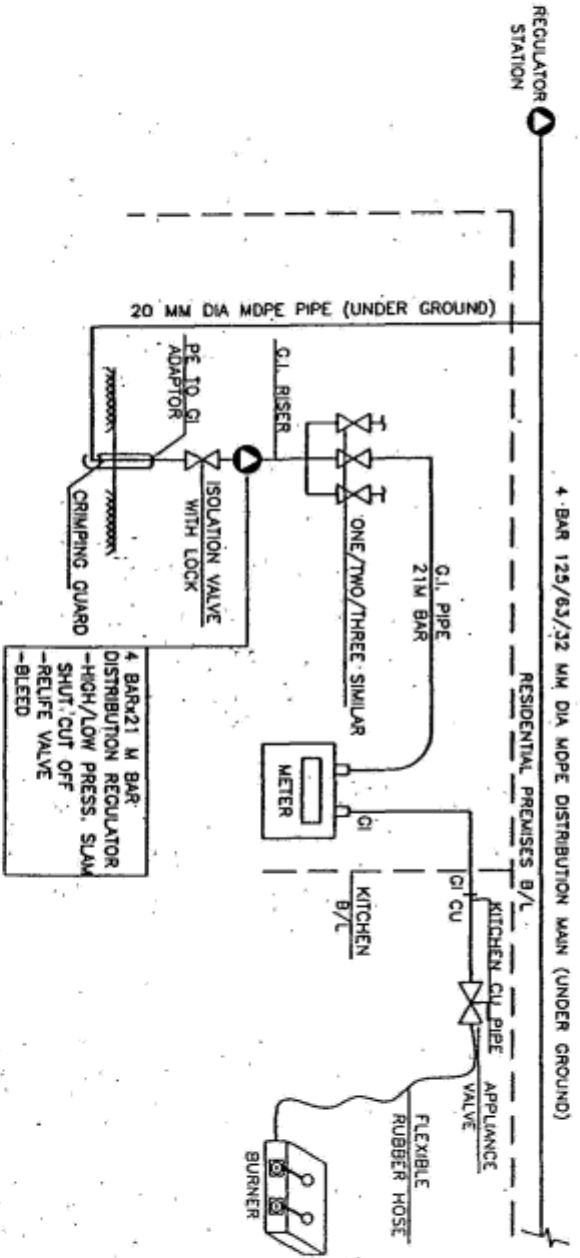 4 BAR 125/63/32 MM DIA MDPE DISTRIBUTION MAIN (UNDER GROUND)
REGULATOR
STATION
RESIDENTIAL PREMISES B/L
20 MM DIA MDPE PIPE (UNDER GROUND)
PE TO GI
ADAPTOR
CRIMPING GUARD
ISOLATION VALVE
WITH LOCK
G.I. RISER
ONE/TWO/THREE SIMILAR
G.I. PIPE
21M BAR
4 BARx21 M BAR
DISTRIBUTION REGULATOR
-HIGH/LOW PRESS. SLAM
SHUT CUT OFF
-RELIFE VALVE
-BLEED
METER
GI
KITCHEN
B/L
GI CU
KITCHEN CU PIPE
APPLIANCE
VALVE
FLEXIBLE
RUBBER HOSE
BURNER